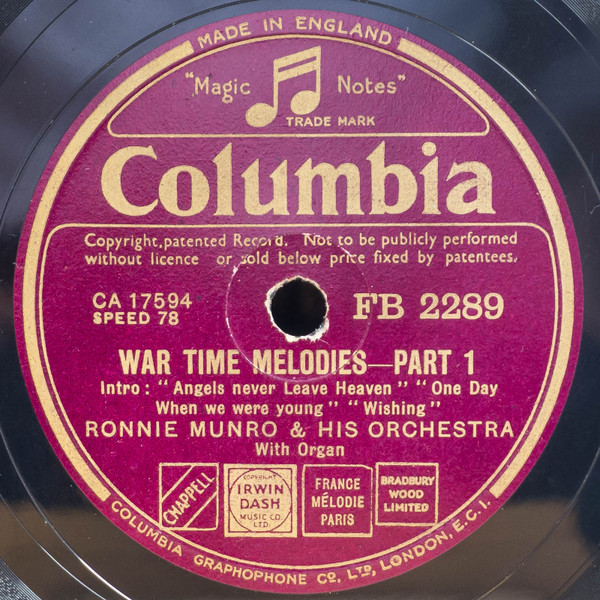 MADE IN ENGLAND
"Magic Notes"
TRADE MARK
Columbia
Copyright,patented Record. Not to be publicly performed
without licence or sold below price fixed by patentees.
CA 17594
SPEED 78
FB 2289
WAR TIME MELODIES—PART 1
Intro: "Angels never Leave Heaven" "One Day
When we were young" "Wishing"
RONNIE MUNRO & HIS ORCHESTRA
With Organ
CHAPPELL
COPYRIGHT
IRWIN
DASH
MUSIC CO.
LTD.
FRANCE
MÉLODIE
PARIS
BRADBURY
WOOD
LIMITED
COLUMBIA GRAPHOPHONE CO. LTD, LONDON, E.C.1.